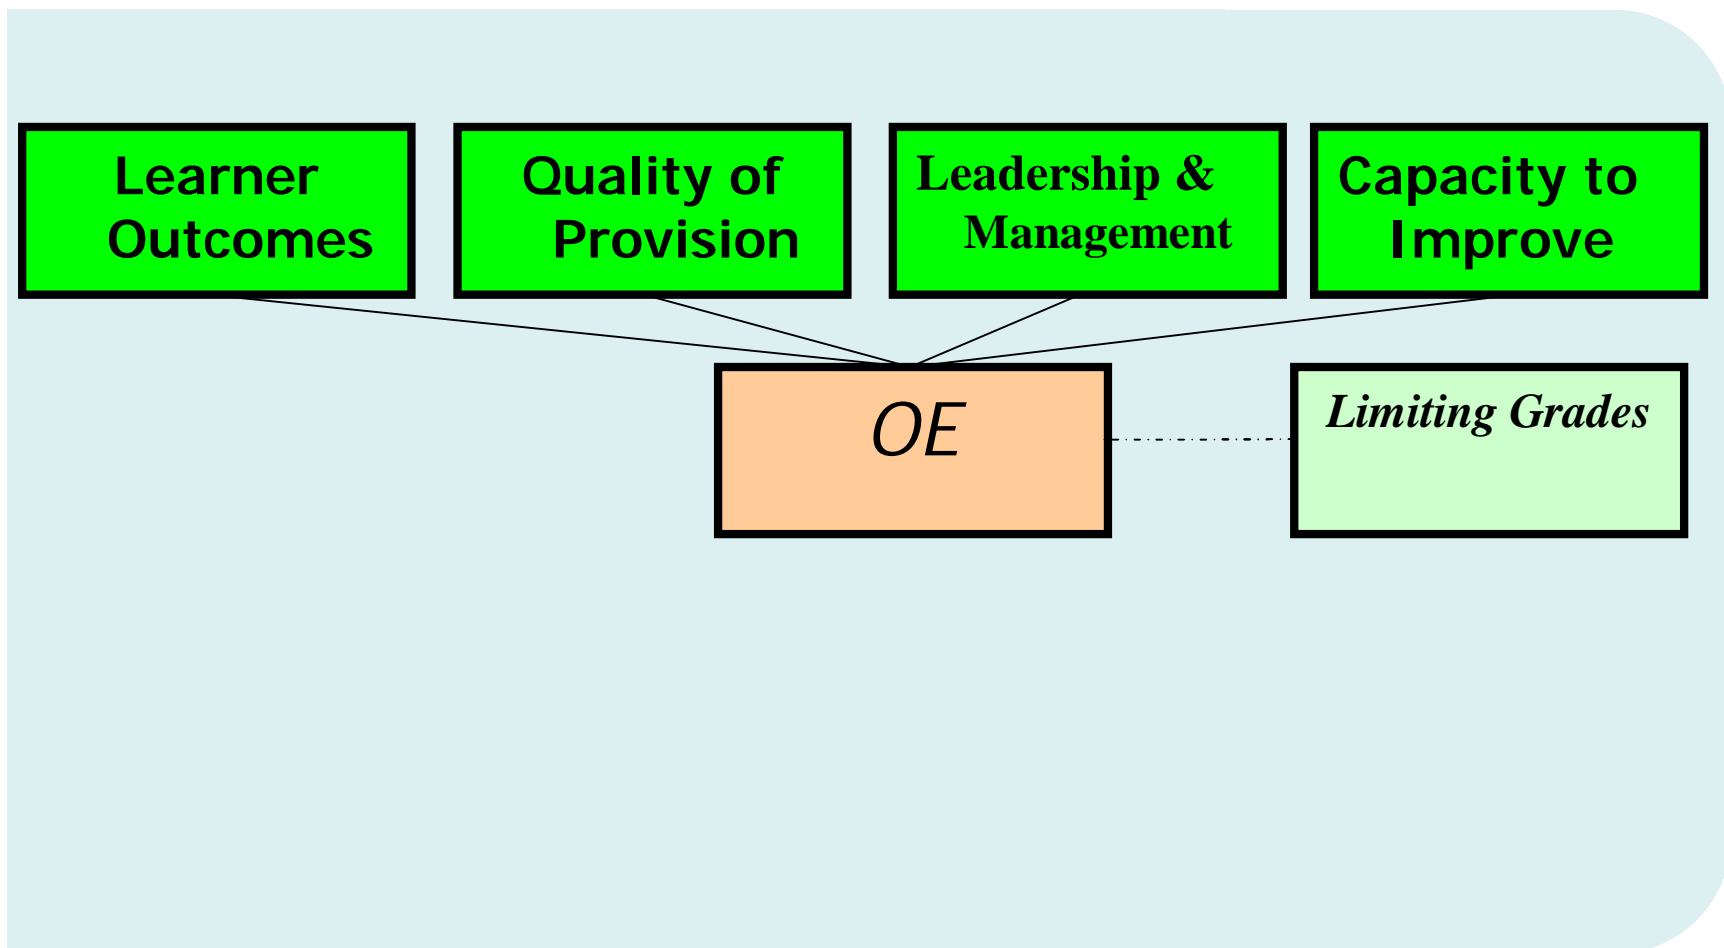 Learner
Outcomes
Quality of
Provision
Leadership &
Management
Capacity to
Improve
OE
Limiting Grades